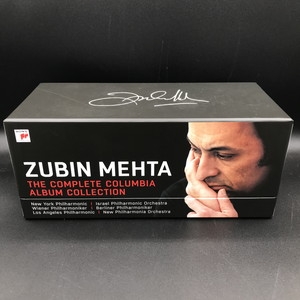 ZUBIN MEHTA
THE COMPLETE COLUMBIA
ALBUM COLLECTION
New York Philharmonic | Israel Philharmonic Orchestra
Wiener Philharmoniker | Berliner Philharmoniker
Los Angeles Philharmonic | New Philharmonia Orchestra